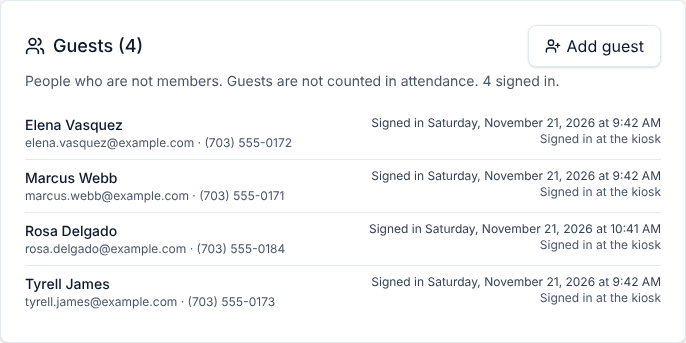 Guests (4)
Add guest
People who are not members. Guests are not counted in attendance. 4 signed in.
Elena Vasquez
Signed in Saturday, November 21, 2026 at 9:42 AM
elena.vasquez@example.com · (703) 555-0172
Signed in at the kiosk
Marcus Webb
Signed in Saturday, November 21, 2026 at 9:42 AM
marcus.webb@example.com · (703) 555-0171
Signed in at the kiosk
Rosa Delgado
Signed in Saturday, November 21, 2026 at 10:41 AM
rosa.delgado@example.com · (703) 555-0184
Signed in at the kiosk
Tyrell James
Signed in Saturday, November 21, 2026 at 9:42 AM
tyrell.james@example.com · (703) 555-0173
Signed in at the kiosk